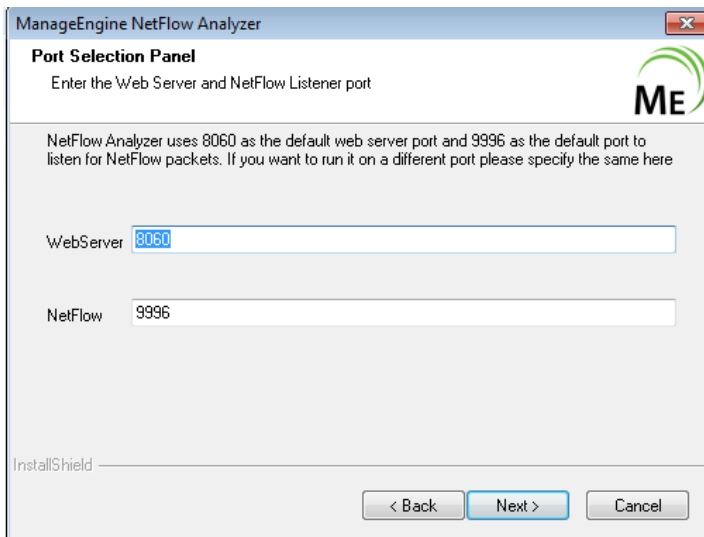 ManageEngine NetFlow Analyzer
Port Selection Panel
Enter the Web Server and NetFlow Listener port
ME
NetFlow Analyzer uses 8060 as the default web server port and 9996 as the default port to
listen for NetFlow packets. If you want to run it on a different port please specify the same here
WebServer 8060
NetFlow 9996
InstallShield
< Back Next > Cancel